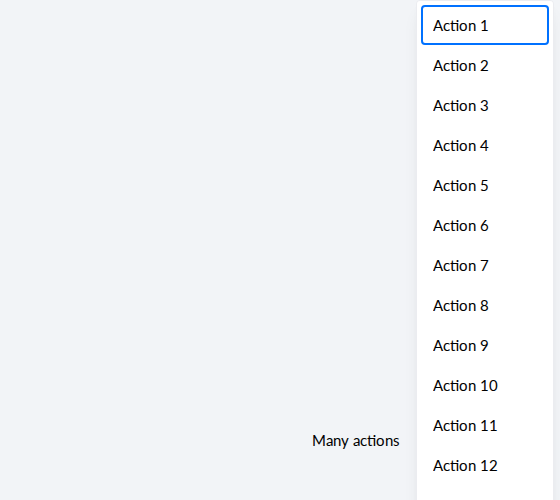 Action 1
Action 2
Action 3
Action 4
Action 5
Action 6
Action 7
Action 8
Action 9
Action 10
Action 11
Many actions
Action 12